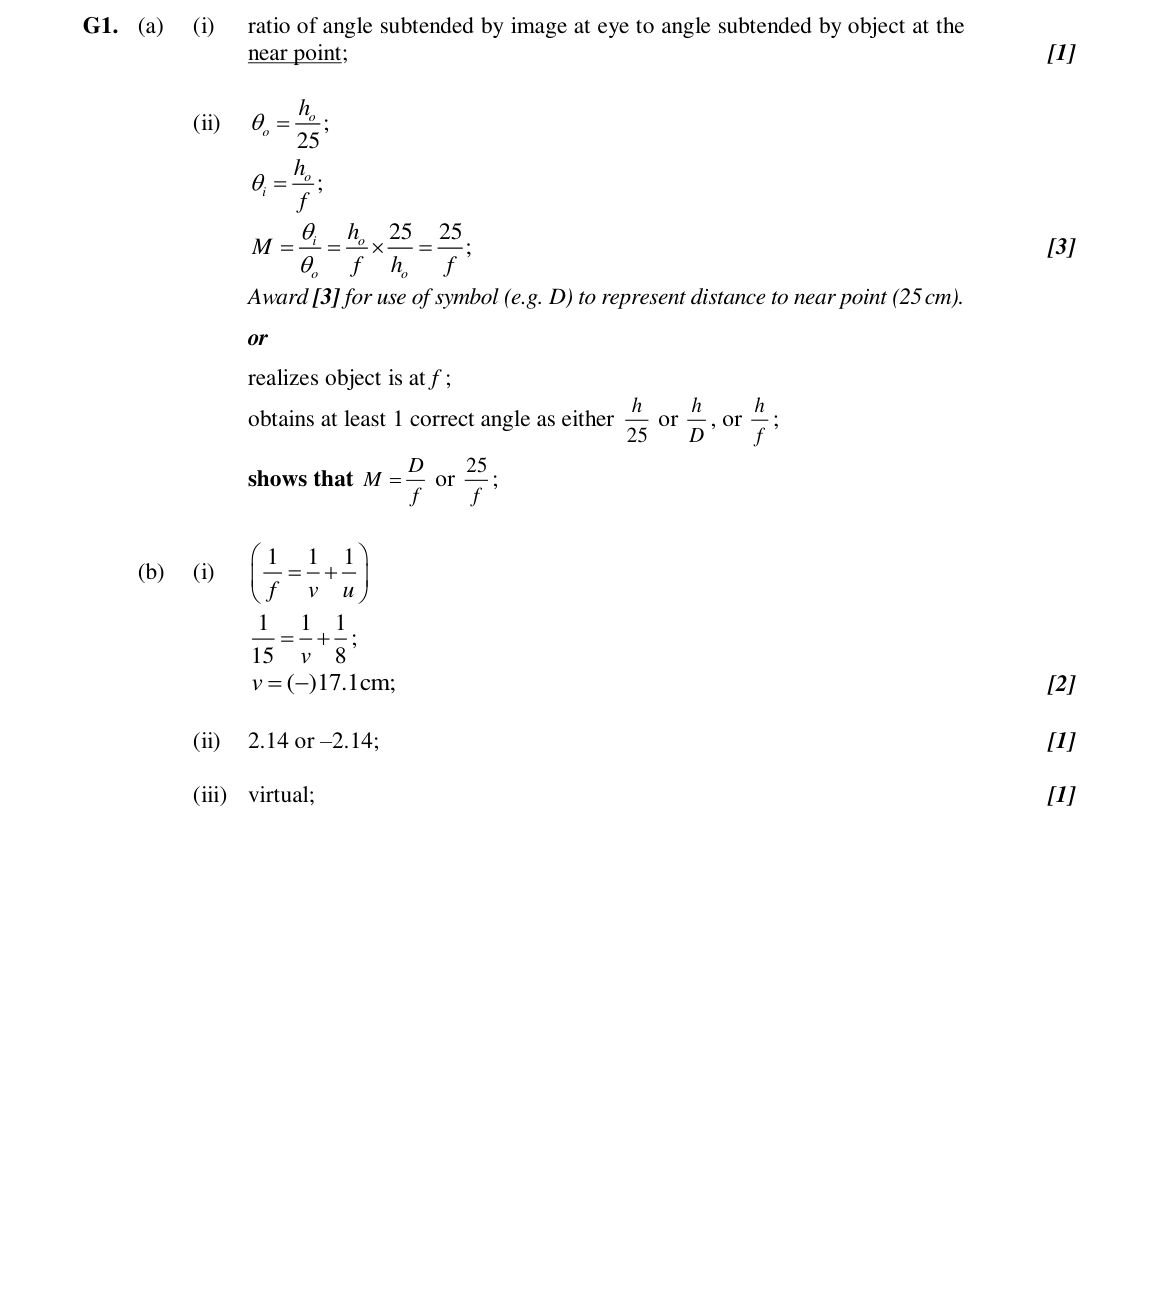 G1. (a) (i) ratio of angle subtended by image at eye to angle subtended by object at the
near point; [1]
(ii) θ_o = h_o/25;
θ_i = h_o/f;
M = θ_i/θ_o = h_o/f × 25/h_o = 25/f; [3]
Award [3] for use of symbol (e.g. D) to represent distance to near point (25 cm).
or
realizes object is at f ;
obtains at least 1 correct angle as either h/25 or h/D, or h/f;
shows that M = D/f or 25/f;
(b) (i) (1/f = 1/v + 1/u)
1/15 = 1/v + 1/8;
v = (−)17.1cm; [2]
(ii) 2.14 or –2.14; [1]
(iii) virtual; [1]